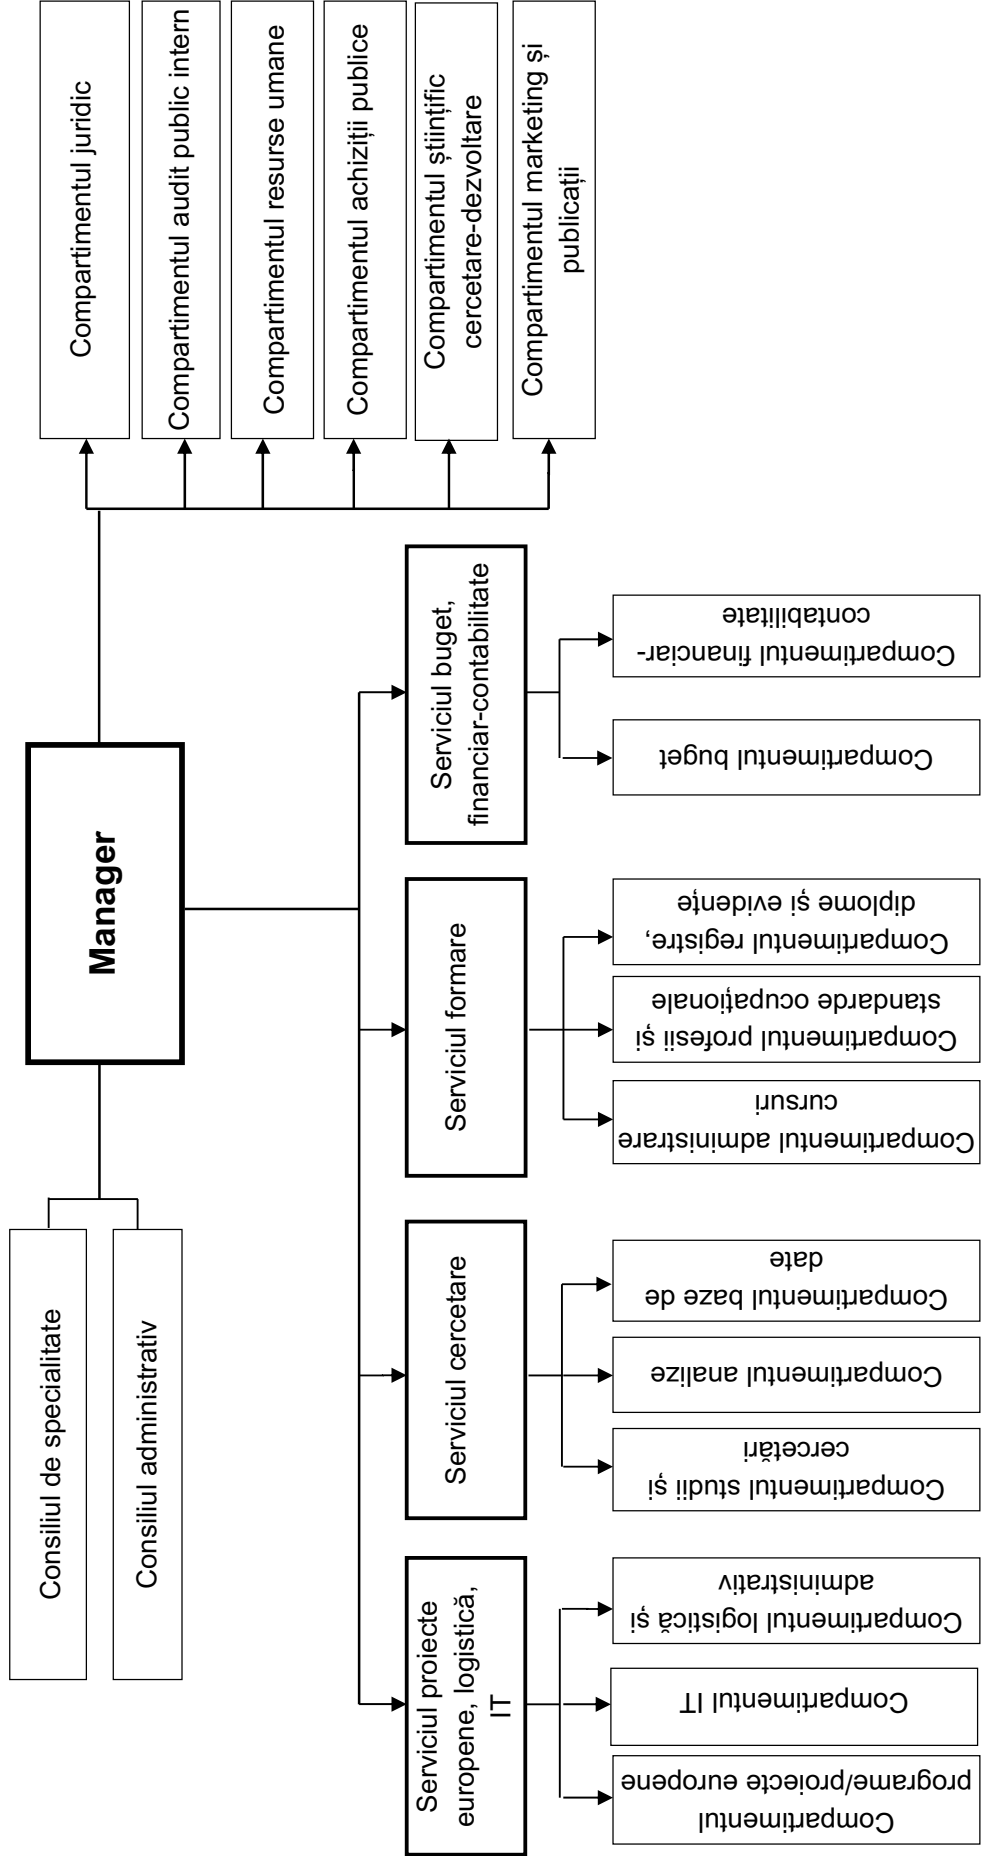 Consiliul de specialitate
Consiliul administrativ
Manager
Compartimentul juridic
Compartimentul audit public intern
Compartimentul resurse umane
Compartimentul achiziții publice
Compartimentul științific
cercetare-dezvoltare
Compartimentul marketing și
publicații
Serviciul proiecte
europene, logistică,
IT
Serviciul cercetare
Serviciul formare
Serviciul buget,
financiar-contabilitate
Compartimentul
programe/proiecte europene
Compartimentul IT
Compartimentul logistică și
administrativ
Compartimentul studii și
cercetări
Compartimentul analize
Compartimentul baze de
date
Compartimentul administrare
cursuri
Compartimentul profesii și
standarde ocupaționale
Compartimentul registre,
diplome și evidențe
Compartimentul buget
Compartimentul financiar-
contabilitate